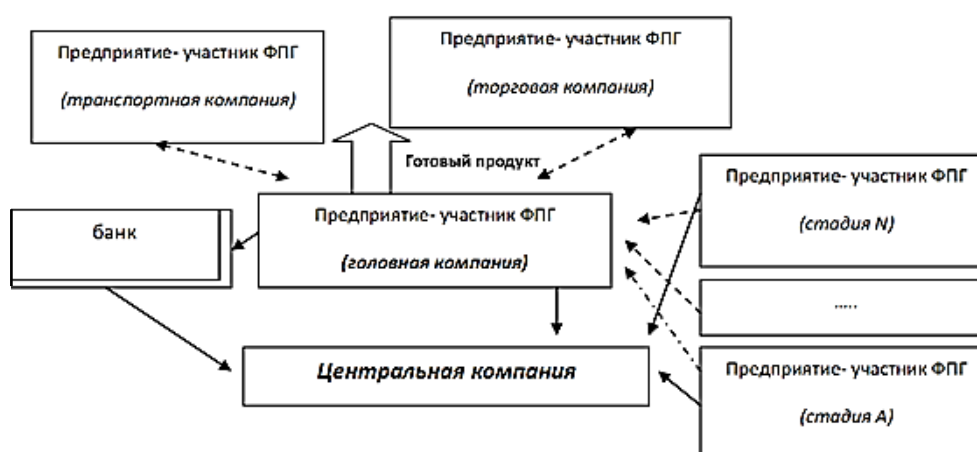 Предприятие- участник ФПГ
(транспортная компания)
Предприятие- участник ФПГ
(торговая компания)
Готовый продукт
Предприятие- участник ФПГ
(стадия N)
банк
Предприятие- участник ФПГ
(головная компания)
.....
Центральная компания
Предприятие- участник ФПГ
(стадия А)